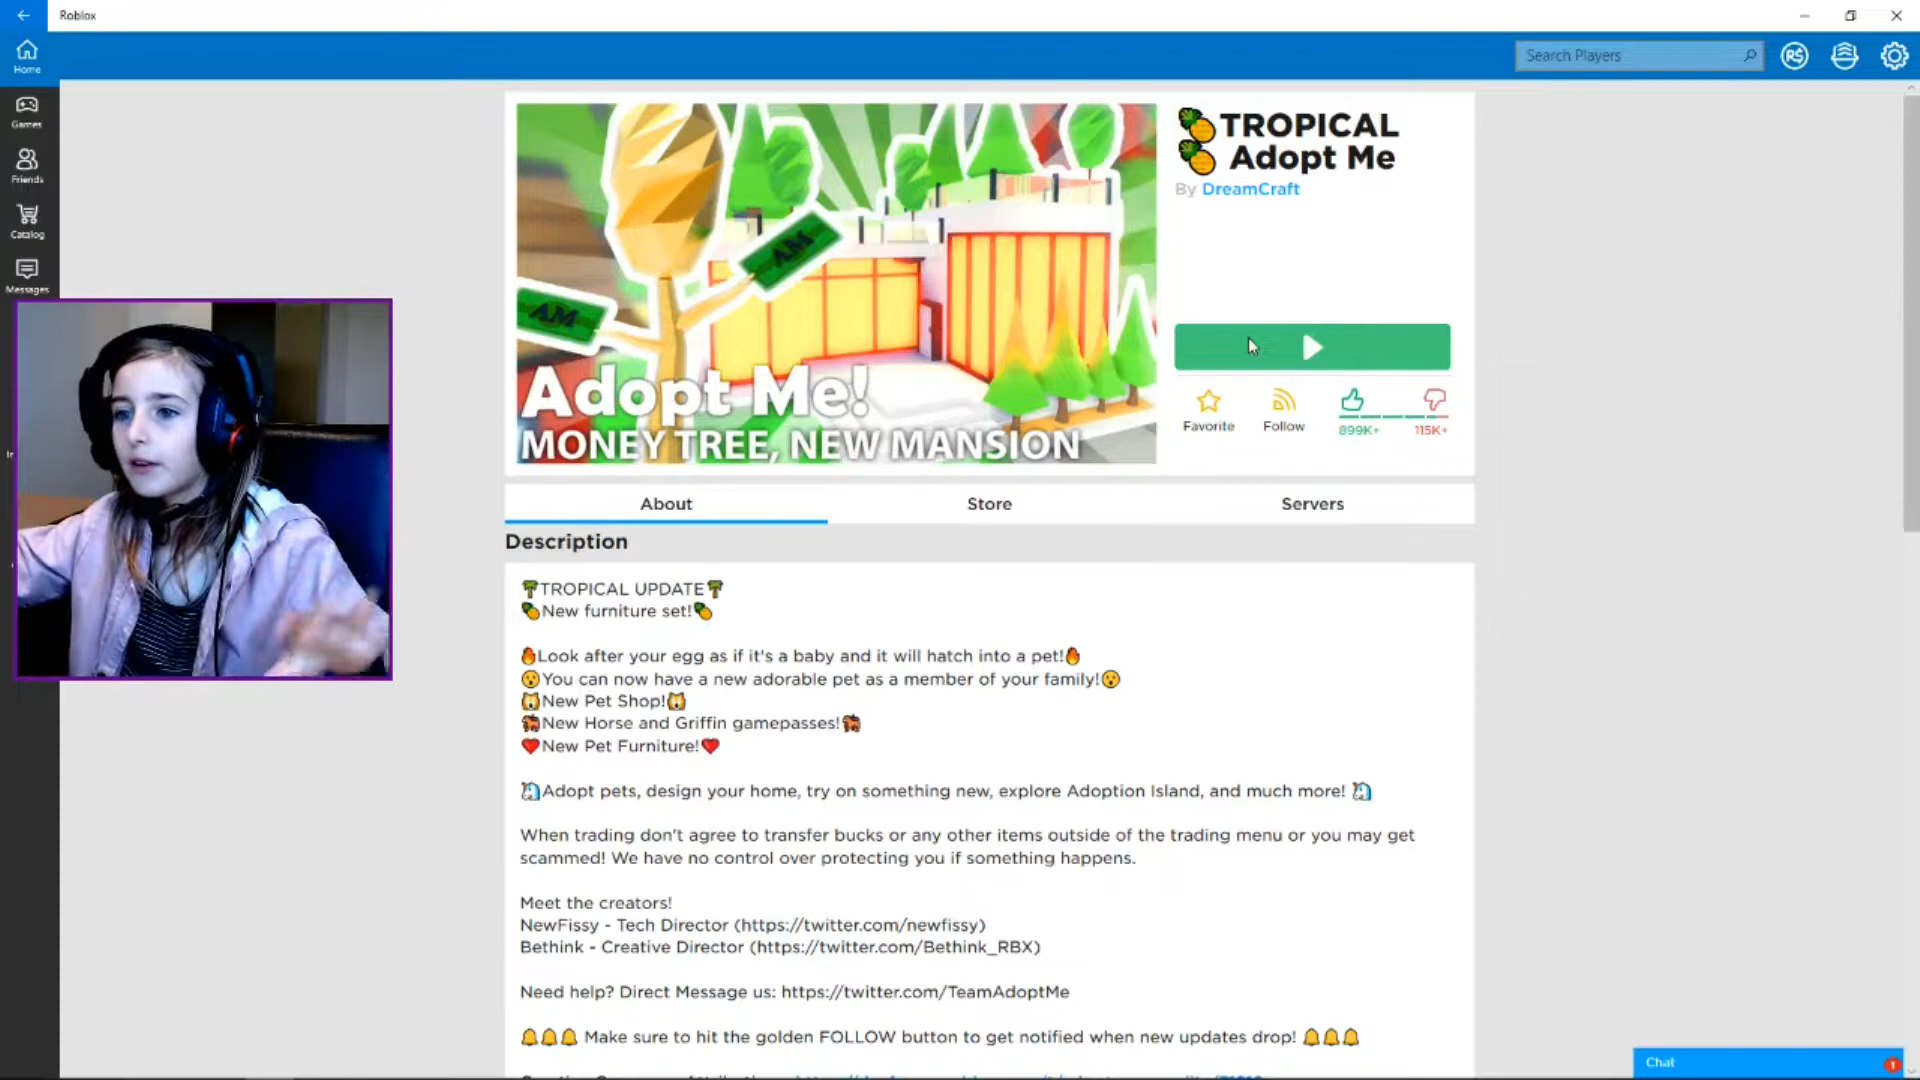 Roblox
Home
Search Players
Games
Friends
Catalog
Messages
TROPICAL
Adopt Me
By DreamCraft
AM
AM
Adopt Me!
MONEY TREE, NEW MANSION
Favorite
Follow
899K+
115K+
About
Store
Servers
Description
TROPICAL UPDATE
New furniture set!
Look after your egg as if it's a baby and it will hatch into a pet!
You can now have a new adorable pet as a member of your family!
New Pet Shop!
New Horse and Griffin gamepasses!
New Pet Furniture!
Adopt pets, design your home, try on something new, explore Adoption Island, and much more!
When trading don't agree to transfer bucks or any other items outside of the trading menu or you may get
scammed! We have no control over protecting you if something happens.
Meet the creators!
NewFissy - Tech Director (https://twitter.com/newfissy)
Bethink - Creative Director (https://twitter.com/Bethink_RBX)
Need help? Direct Message us: https://twitter.com/TeamAdoptMe
Make sure to hit the golden FOLLOW button to get notified when new updates drop!
Chat
1